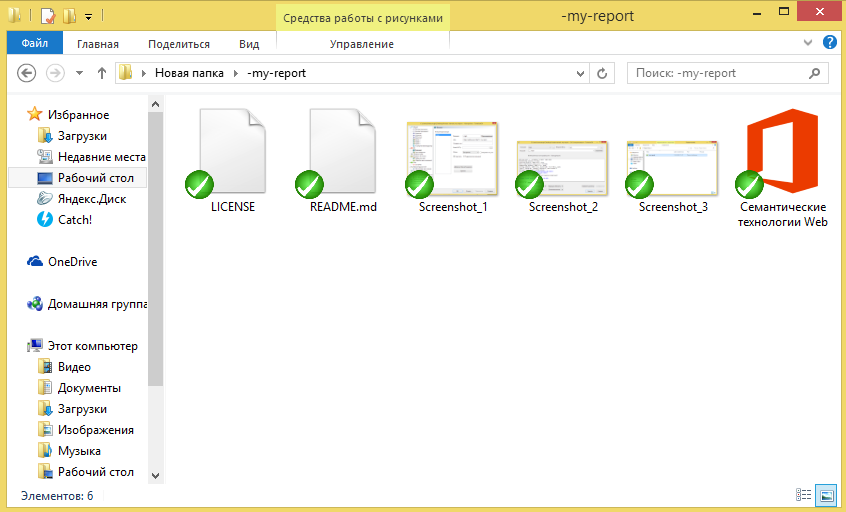 Средства работы с рисунками
-my-report
Файл
Главная
Поделиться
Вид
Управление
Новая папка
-my-report
Поиск: -my-report
Избранное
Загрузки
Недавние места
Рабочий стол
Яндекс.Диск
Catch!
OneDrive
Домашняя группа
Этот компьютер
Видео
Документы
Загрузки
Изображения
Музыка
Рабочий стол
LICENSE
README.md
Screenshot_1
Screenshot_2
Screenshot_3
Семантические
технологии Web
Элементов: 6